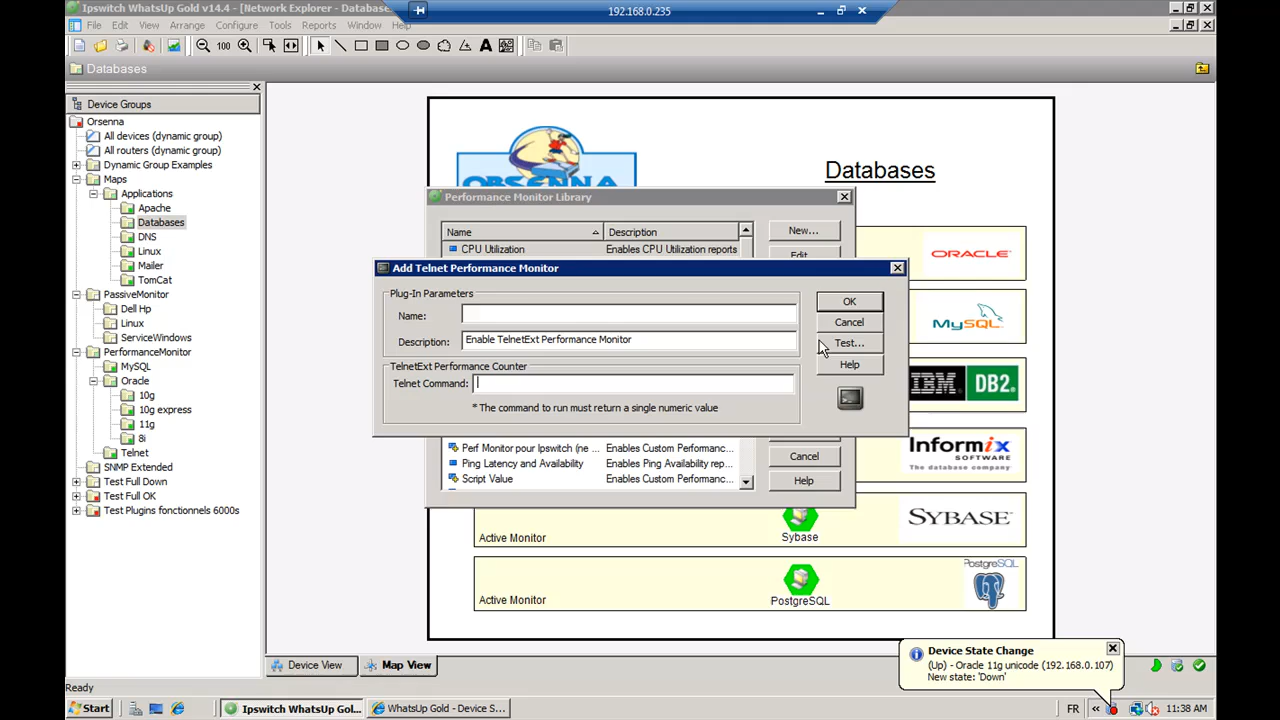 Ipswitch WhatsUp Gold v14.4 - [Network Explorer - Database
192.168.0.235
File Edit View Tools Arrange Configure Tools Reports Window Help
100
A
Databases
Device Groups
Orsenna
All devices (dynamic group)
All routers (dynamic group)
Dynamic Group Examples
Maps
Applications
Apache
Databases
DNS
Linux
Mailer
TomCat
PassiveMonitor
Dell Hp
Linux
ServiceWindows
PerformanceMonitor
MySQL
Oracle
10g
10g express
11g
8i
Telnet
SNMP Extended
Test Full Down
Test Full OK
Test Plugins fonctionnels 6000s
ORSENNA
Databases
Performance Monitor Library
Name Description
New...
CPU Utilization Enables CPU Utilization reports
Edit
Add Telnet Performance Monitor
Plug-In Parameters
Name:
Description: Enable TelnetExt Performance Monitor
TelnetExt Performance Counter
Telnet Command:
* The command to run must return a single numeric value
OK
Cancel
Test...
Help
Perf Monitor pour Ipswitch (ne ... Enables Custom Performanc...
Ping Latency and Availability Enables Ping Availability rep...
Script Value Enables Custom Performanc...
Cancel
Help
ORACLE
MySQL
IBM DB2
Informix
SOFTWARE
The database company
Active Monitor
Sybase
SYBASE
Active Monitor
PostgreSQL
PostgreSQL
Device View Map View
Device State Change
(Up) - Oracle 11g unicode (192.168.0.107)
New state: 'Down'
Ready
Start Ipswitch WhatsUp Gol... WhatsUp Gold - Device S... FR « 11:38 AM